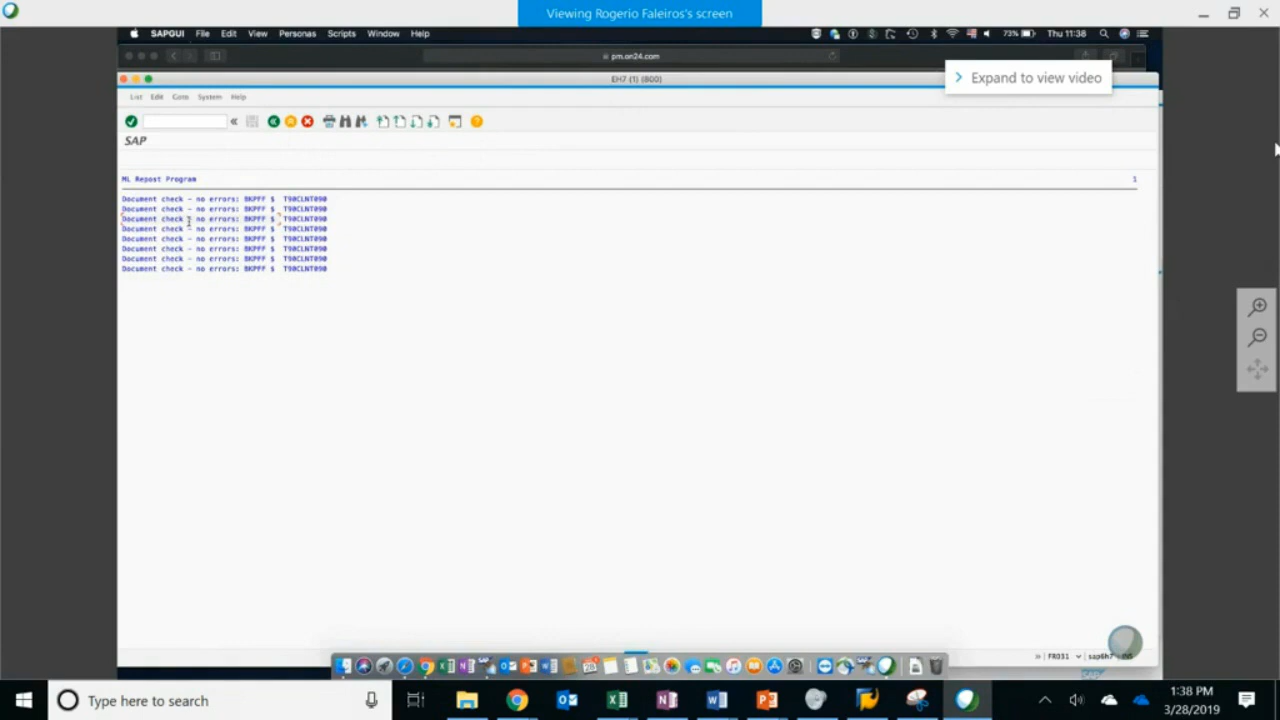 Viewing Rogerio Faleiros's screen
SAPGUI File Edit View Personas Scripts Window Help 73% Thu 11:38
pm.on24.com
EH7 (1) (800)
Expand to view video
List Edit Goto System Help
SAP
ML Repost Program 1
Document check - no errors: BKPFF $ T90CLNT090
Document check - no errors: BKPFF $ T90CLNT090
Document check - no errors: BKPFF $ T90CLNT090
Document check - no errors: BKPFF $ T90CLNT090
Document check - no errors: BKPFF $ T90CLNT090
Document check - no errors: BKPFF $ T90CLNT090
Document check - no errors: BKPFF $ T90CLNT090
Document check - no errors: BKPFF $ T90CLNT090
» FR031 sap6h7 INS
Type here to search
1:38 PM
3/28/2019